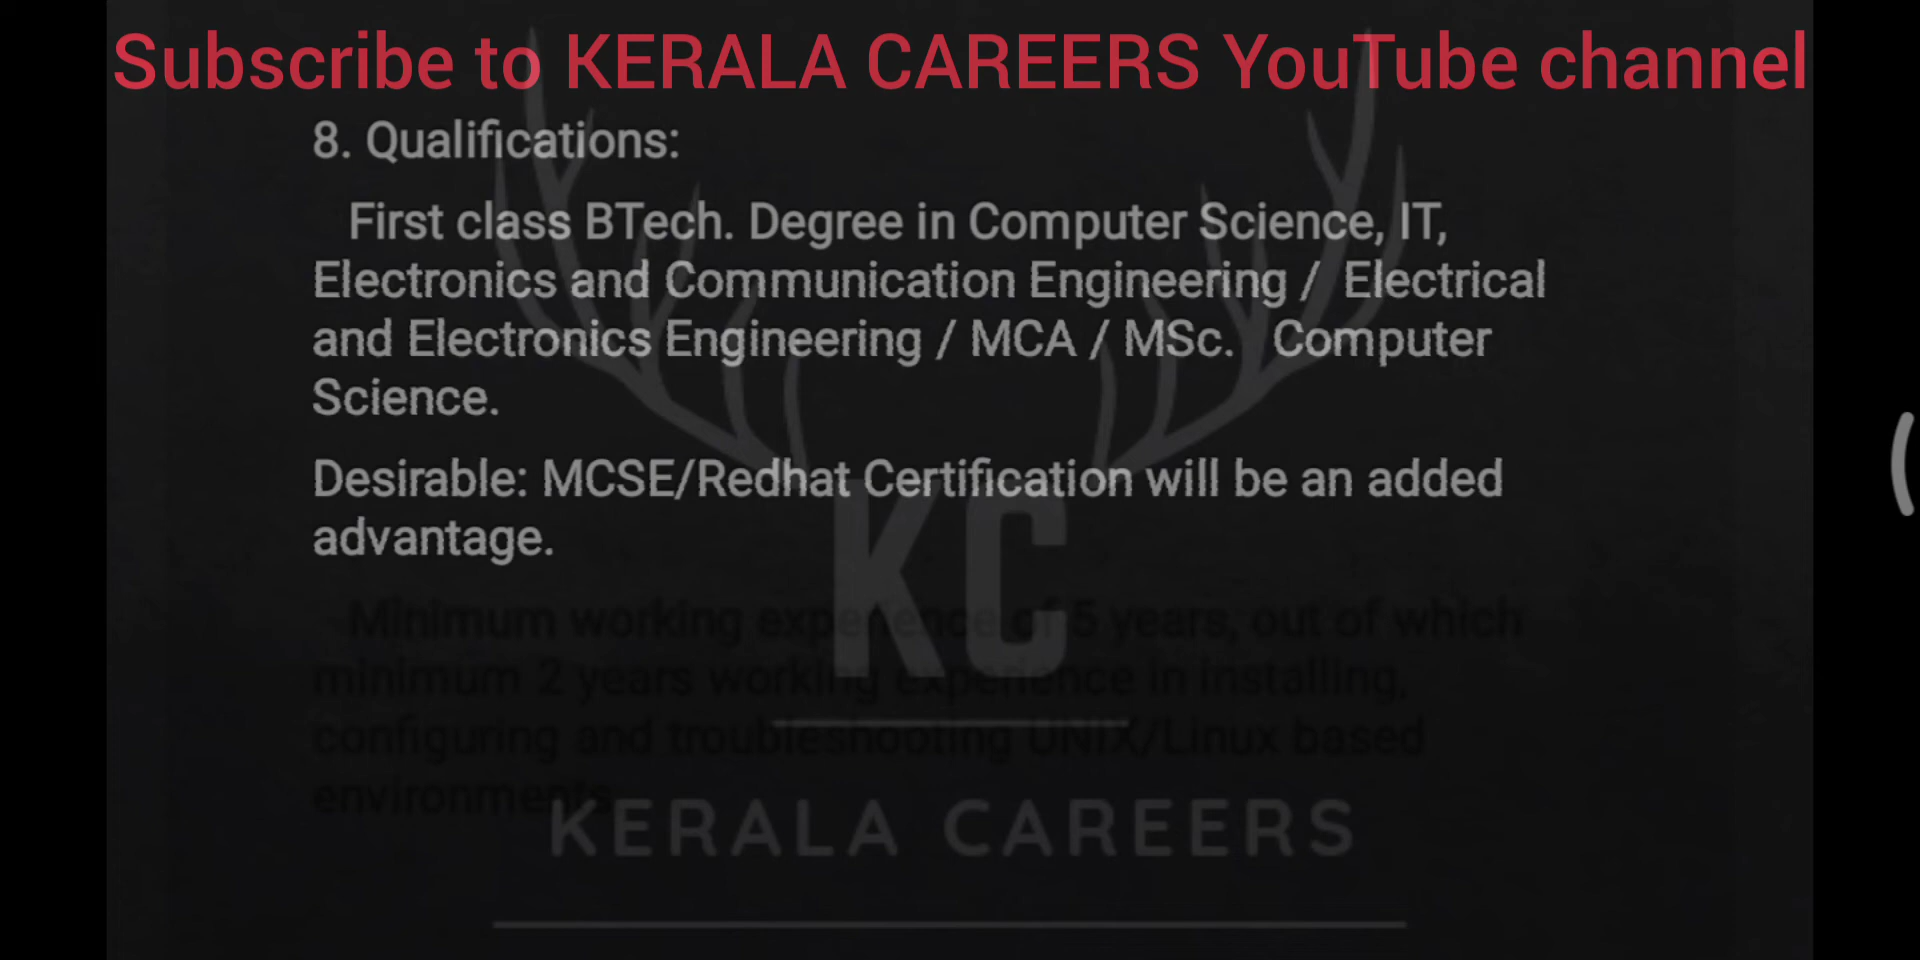 Subscribe to KERALA CAREERS YouTube channel
8. Qualifications:
First class BTech. Degree in Computer Science, IT,
Electronics and Communication Engineering / Electrical
and Electronics Engineering / MCA / MSc. Computer
Science.
Desirable: MCSE/Redhat Certification will be an added
advantage.
KC
Minimum working experience of 5 years, out of which
minimum 2 years working experience in installing,
configuring and troubleshooting UNIX/Linux based
environments
KERALA CAREERS